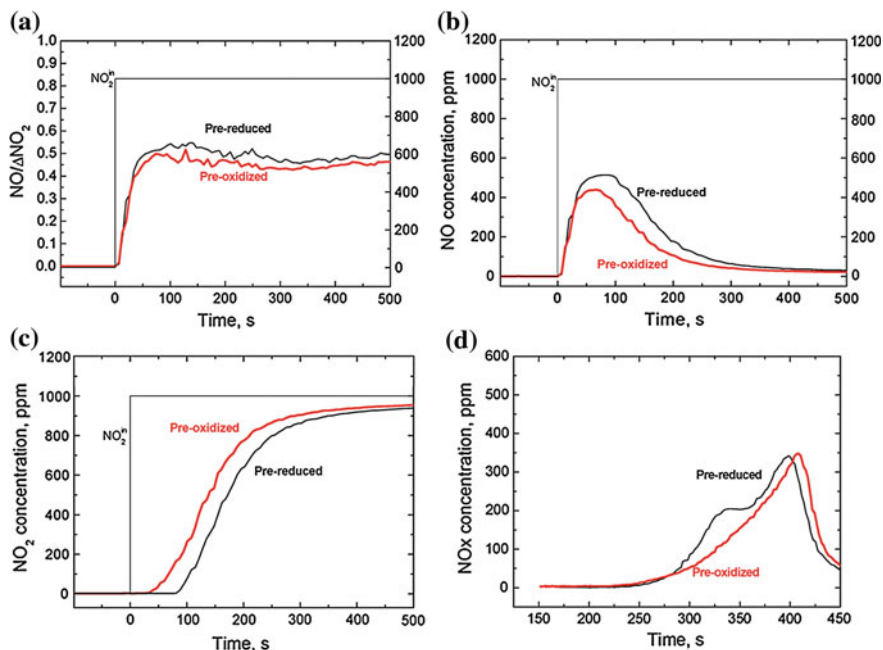 (a)
1.0
0.9
0.8
0.7
0.6
0.5
0.4
0.3
0.2
0.1
0.0
NO/ΔNO₂
NO₂ⁱⁿ
Pre-reduced
Pre-oxidized
1200
1000
800
600
400
200
0
0 100 200 300 400 500
Time, s
(b)
1200
1000
800
600
400
200
0
NO concentration, ppm
NO₂ⁱⁿ
Pre-reduced
Pre-oxidized
1200
1000
800
600
400
200
0
0 100 200 300 400 500
Time, s
(c)
1200
1000
800
600
400
200
0
NO₂ concentration, ppm
NO₂ⁱⁿ
Pre-oxidized
Pre-reduced
0 100 200 300 400 500
Time, s
(d)
600
500
400
300
200
100
0
NOx concentration, ppm
Pre-reduced
Pre-oxidized
150 200 250 300 350 400 450
Time, s